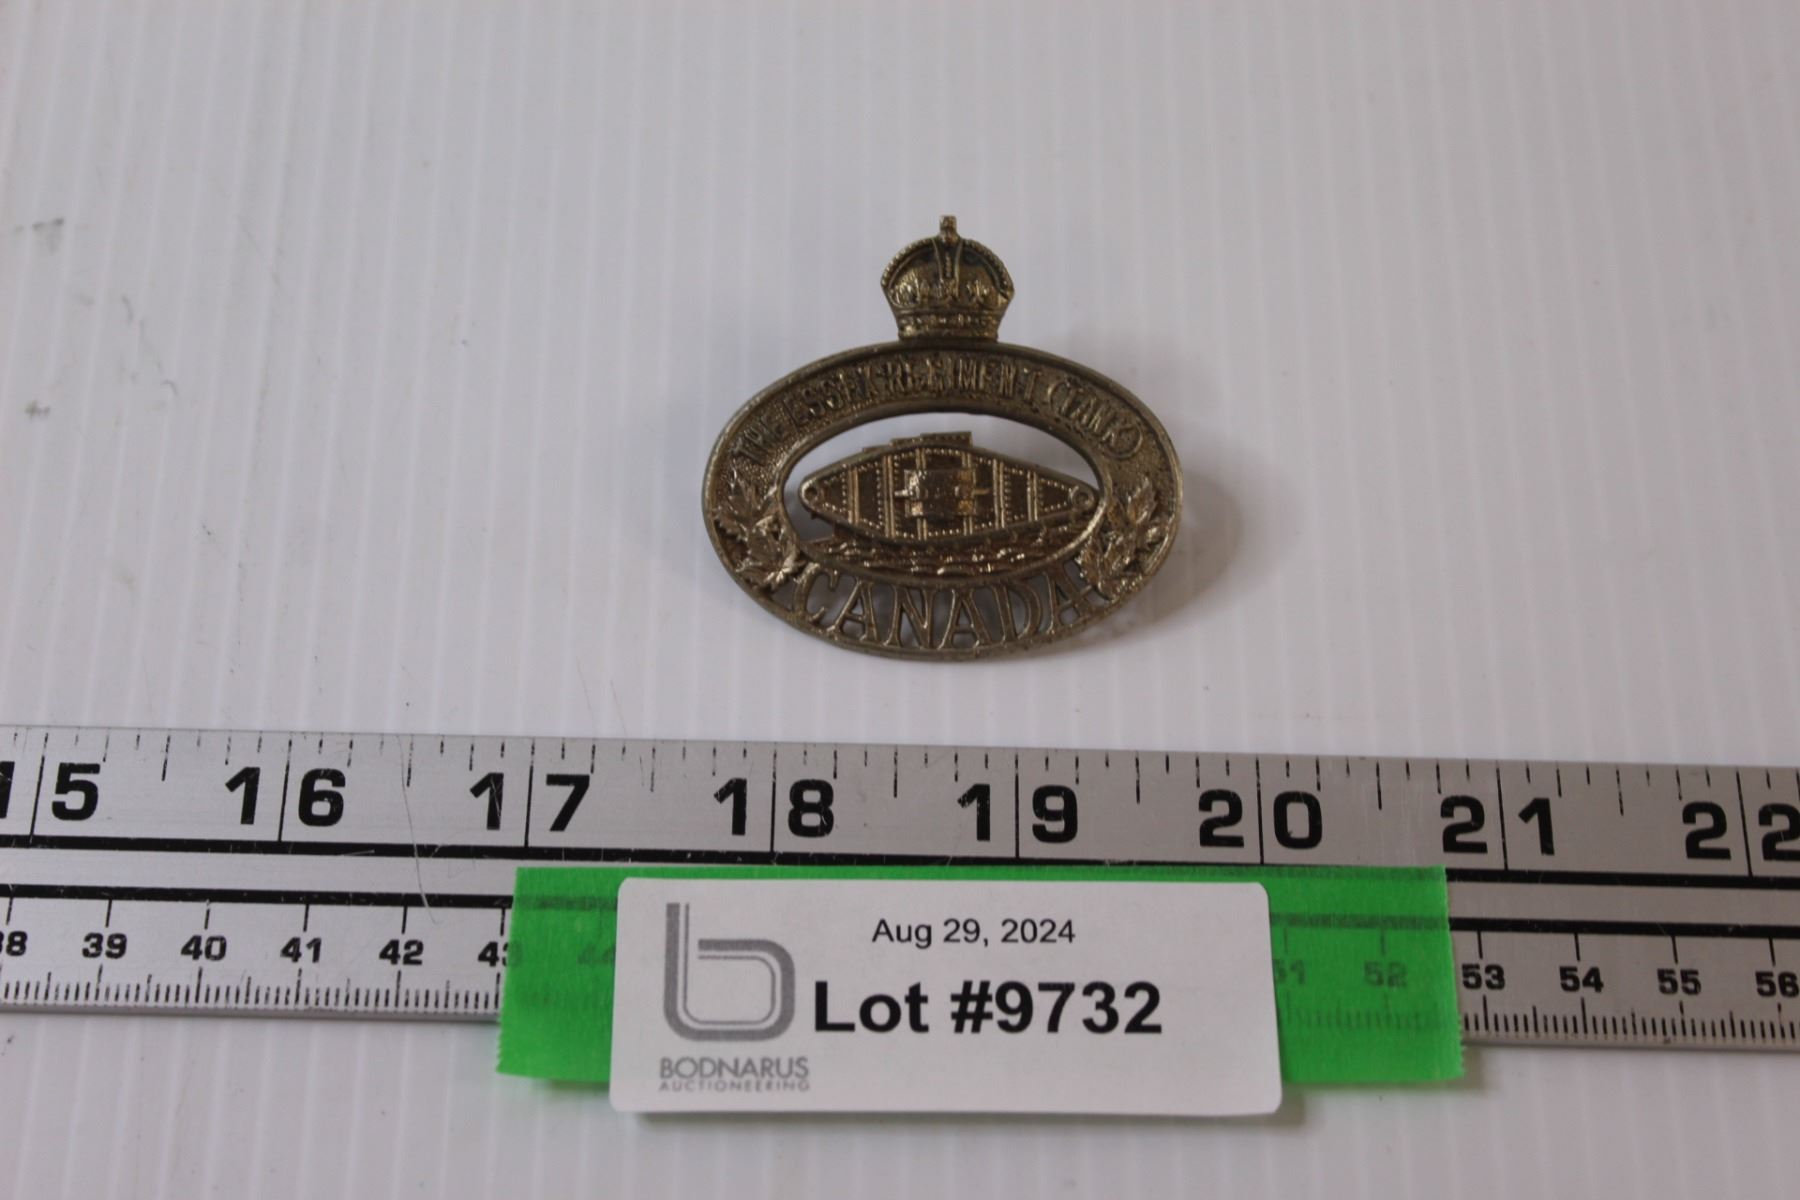 THE ESSEX REGIMENT (TANK)
CANADA
15 16 17 18 19 20 21 22
39 40 41 42 43 44 51 52 53 54 55 56
Aug 29, 2024
Lot #9732
BODNARUS
AUCTIONEERING